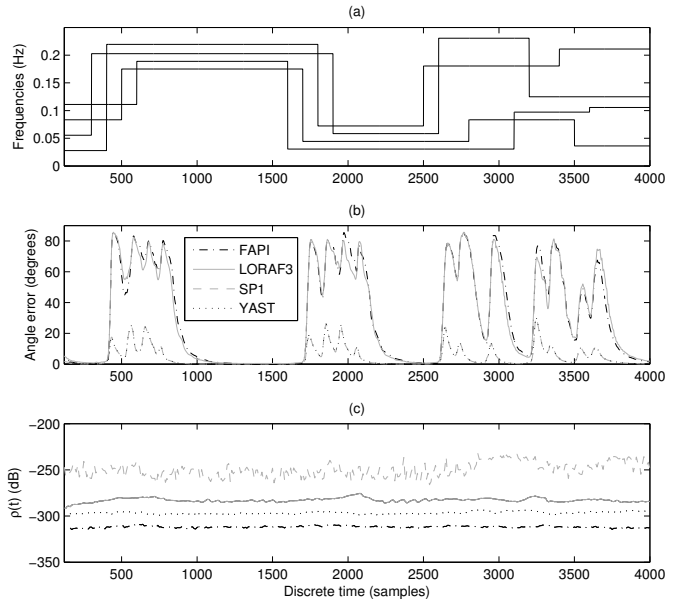 (a)
Frequencies (Hz)
0.2
0.15
0.1
0.05
0
500 1000 1500 2000 2500 3000 3500 4000
(b)
Angle error (degrees)
80
60
40
20
0
FAPI
LORAF3
SP1
YAST
500 1000 1500 2000 2500 3000 3500 4000
(c)
ρ(t) (dB)
−200
−250
−300
−350
500 1000 1500 2000 2500 3000 3500 4000
Discrete time (samples)